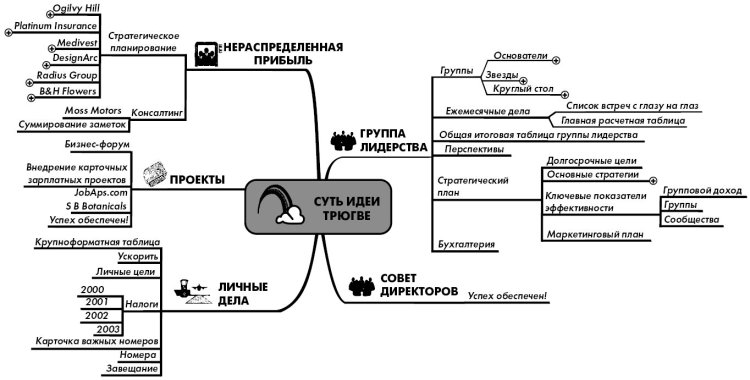 Ogilvy Hill
Platinum Insurance
Medivest
DesignArc
Radius Group
B&H Flowers
Стратегическое
планирование
НЕРАСПРЕДЕЛЕННАЯ
ПРИБЫЛЬ
Moss Motors
Суммирование заметок
Консалтинг
Бизнес-форум
Внедрение карточных
зарплатных проектов
JobAps.com
S B Botanicals
Успех обеспечен!
ПРОЕКТЫ
СУТЬ ИДЕИ
ТРЮГВЕ
Крупноформатная таблица
Ускорить
Личные цели
2000
2001
2002
2003
Налоги
Карточка важных номеров
Номера
Завещание
ЛИЧНЫЕ
ДЕЛА
ГРУППА
ЛИДЕРСТВА
Группы
Основатели
Звезды
Круглый стол
Ежемесячные дела
Список встреч с глазу на глаз
Главная расчетная таблица
Общая итоговая таблица группы лидерства
Перспективы
Стратегический
план
Долгосрочные цели
Основные стратегии
Ключевые показатели
эффективности
Групповой доход
Группы
Сообщества
Маркетинговый план
Бухгалтерия
СОВЕТ
ДИРЕКТОРОВ
Успех обеспечен!